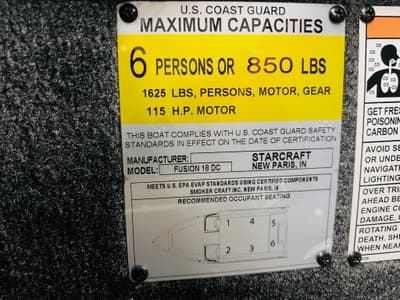 U.S. COAST GUARD
MAXIMUM CAPACITIES
6 PERSONS OR 850 LBS
1625 LBS, PERSONS, MOTOR, GEAR
115 H.P. MOTOR
THIS BOAT COMPLIES WITH U.S. COAST GUARD SAFETY
STANDARDS IN EFFECT ON THE DATE OF CERTIFICATION
MANUFACTURER: STARCRAFT
MODEL: FUSION 18 DC NEW PARIS, IN
MEETS U.S. EPA EVAP STANDARDS USING CERTIFIED COMPONENTS
SMOKER CRAFT INC. NEW PARIS, IN
RECOMMENDED OCCUPANT SEATING
1 4 5
2 3 6
GET FRES
POISONIN
CARBON
AVOID SE
OR UNDE
NAVIGAT
LIGHTING
OVER TRI
AHEAD BE
ENGINE CO
DAMAGE,
ROTATING
DEATH. SH
WHEN NEA